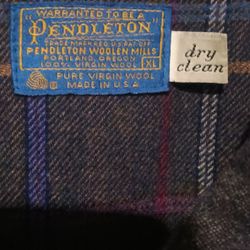 "WARRANTED TO BE A
"PENDLETON"
TRADE MARK REG. U.S. PAT. OFF.
PENDLETON WOOLEN MILLS
PORTLAND, OREGON
100% VIRGIN WOOL XL
PURE VIRGIN WOOL
MADE IN U.S.A.
dry
clean